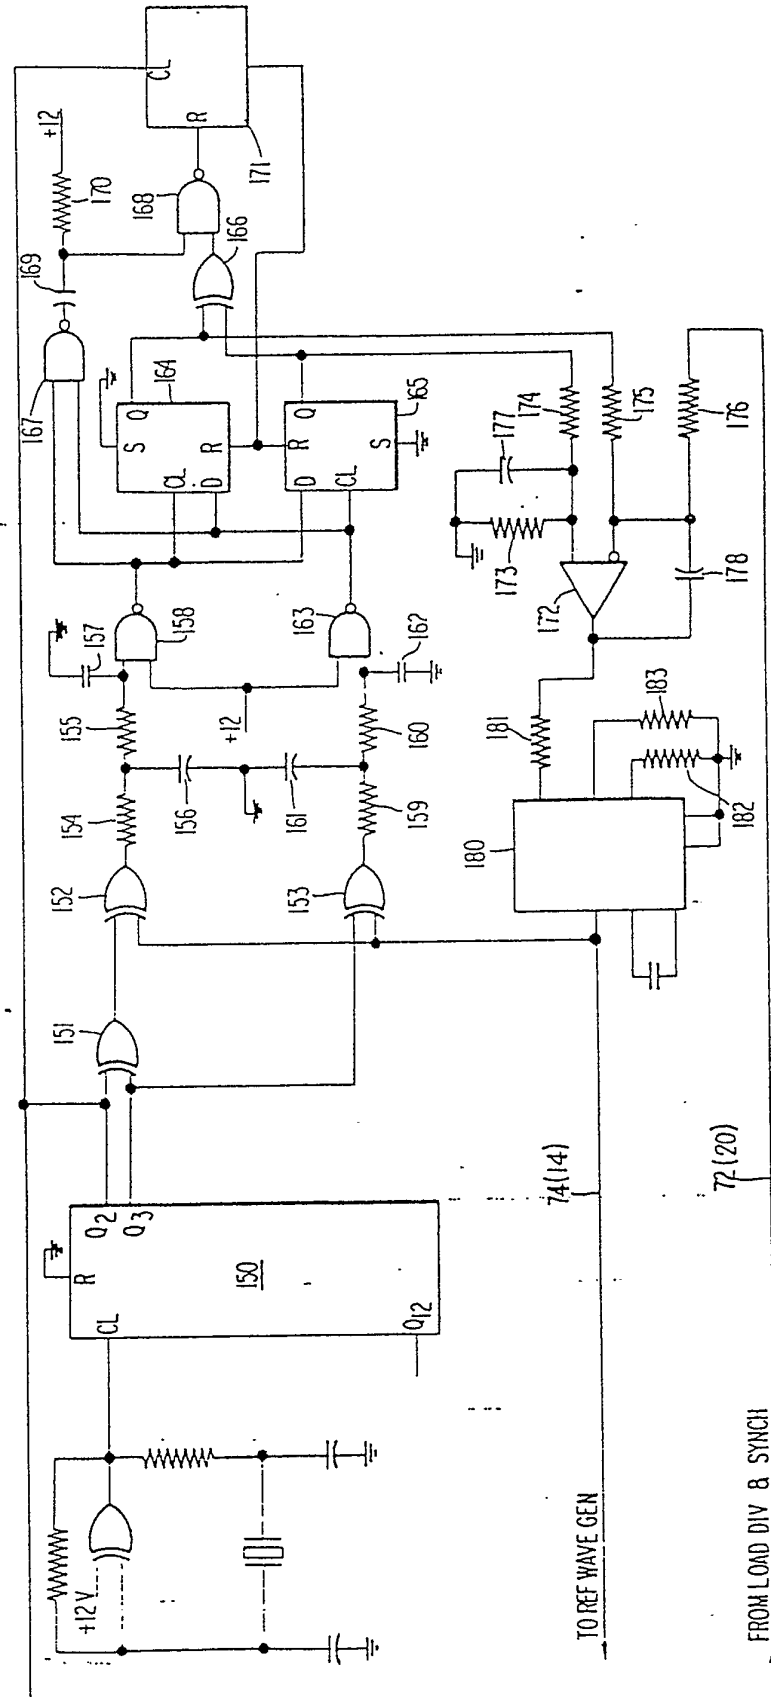 +12 V
CL
R
Q2
Q3
150
Q12
151
152
153
154
155
156
157
158
159
160
161
162
163
+12
CL
D
S
R
Q
164
D
CL
R
S
Q
165
166
167
168
169
170
+12
CL
R
171
172
173
174
175
176
177
178
180
181
182
183
74(14)
TO REF WAVE GEN
72(20)
FROM LOAD DIV & SYNCH